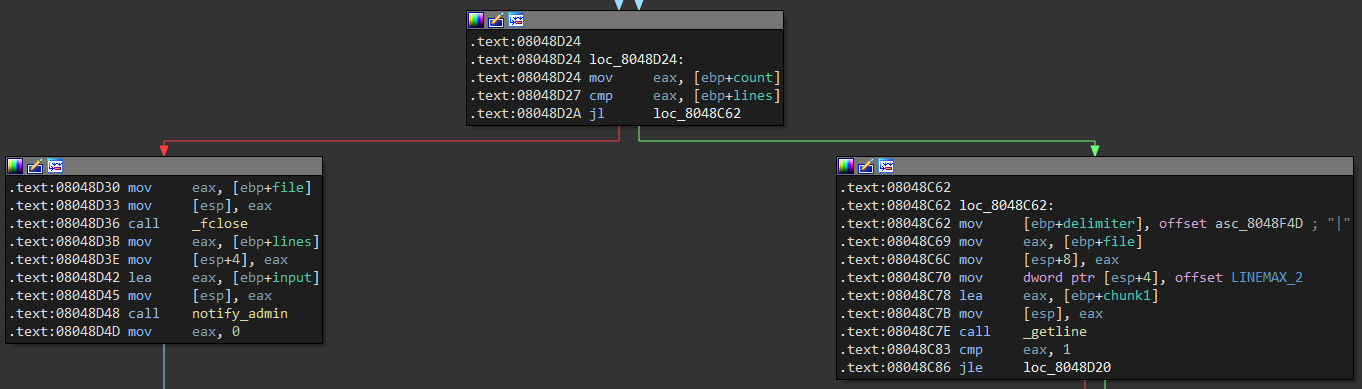 .text:08048D24
.text:08048D24 loc_8048D24:
.text:08048D24 mov     eax, [ebp+count]
.text:08048D27 cmp     eax, [ebp+lines]
.text:08048D2A jl      loc_8048C62
.text:08048D30 mov     eax, [ebp+file]
.text:08048D33 mov     [esp], eax
.text:08048D36 call    _fclose
.text:08048D3B mov     eax, [ebp+lines]
.text:08048D3E mov     [esp+4], eax
.text:08048D42 lea     eax, [ebp+input]
.text:08048D45 mov     [esp], eax
.text:08048D48 call    notify_admin
.text:08048D4D mov     eax, 0
.text:08048C62
.text:08048C62 loc_8048C62:
.text:08048C62 mov     [ebp+delimiter], offset asc_8048F4D ; "|"
.text:08048C69 mov     eax, [ebp+file]
.text:08048C6C mov     [esp+8], eax
.text:08048C70 mov     dword ptr [esp+4], offset LINEMAX_2
.text:08048C78 lea     eax, [ebp+chunk1]
.text:08048C7B mov     [esp], eax
.text:08048C7E call    _getline
.text:08048C83 cmp     eax, 1
.text:08048C86 jle     loc_8048D20